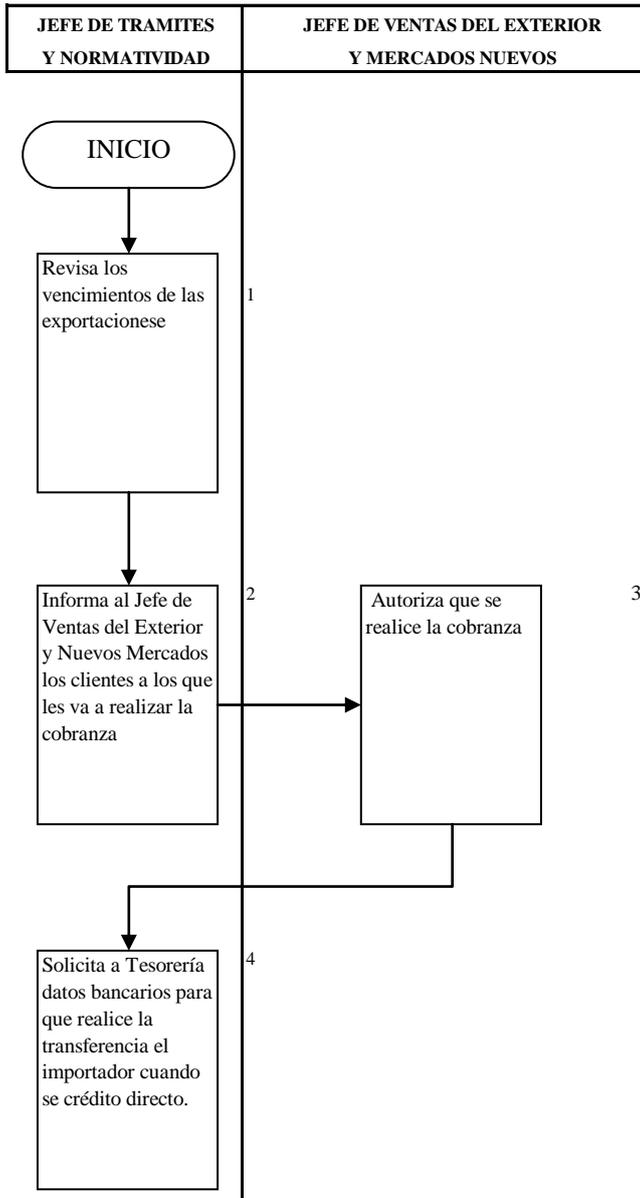 JEFE DE TRAMITES
Y NORMATIVIDAD
JEFE DE VENTAS DEL EXTERIOR
Y MERCADOS NUEVOS
INICIO
Revisa los
vencimientos de las
exportacionese
1
Informa al Jefe de
Ventas del Exterior
y Nuevos Mercados
los clientes a los que
les va a realizar la
cobranza
2
Autoriza que se
realice la cobranza
3
Solicita a Tesorería
datos bancarios para
que realice la
transferencia el
importador cuando
se crédito directo.
4